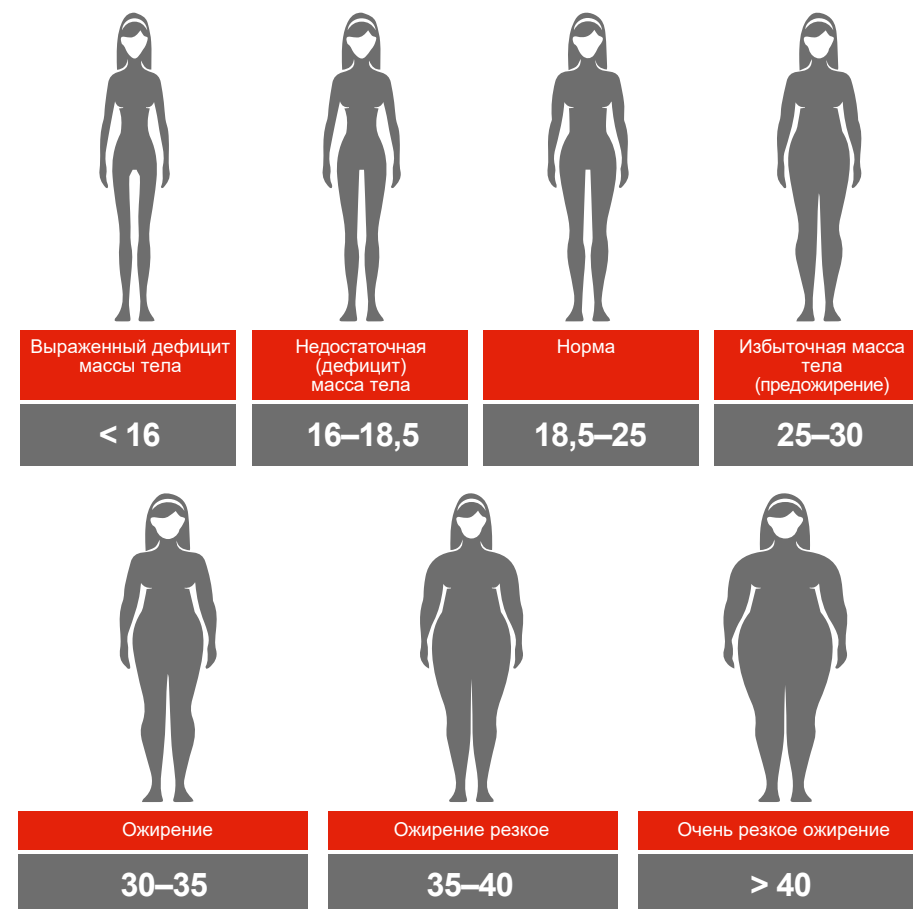 Выраженный дефицит
массы тела
Недостаточная
(дефицит)
масса тела
Норма
Избыточная масса
тела
(предожирение)
< 16
16–18,5
18,5–25
25–30
Ожирение
Ожирение резкое
Очень резкое ожирение
30–35
35–40
> 40